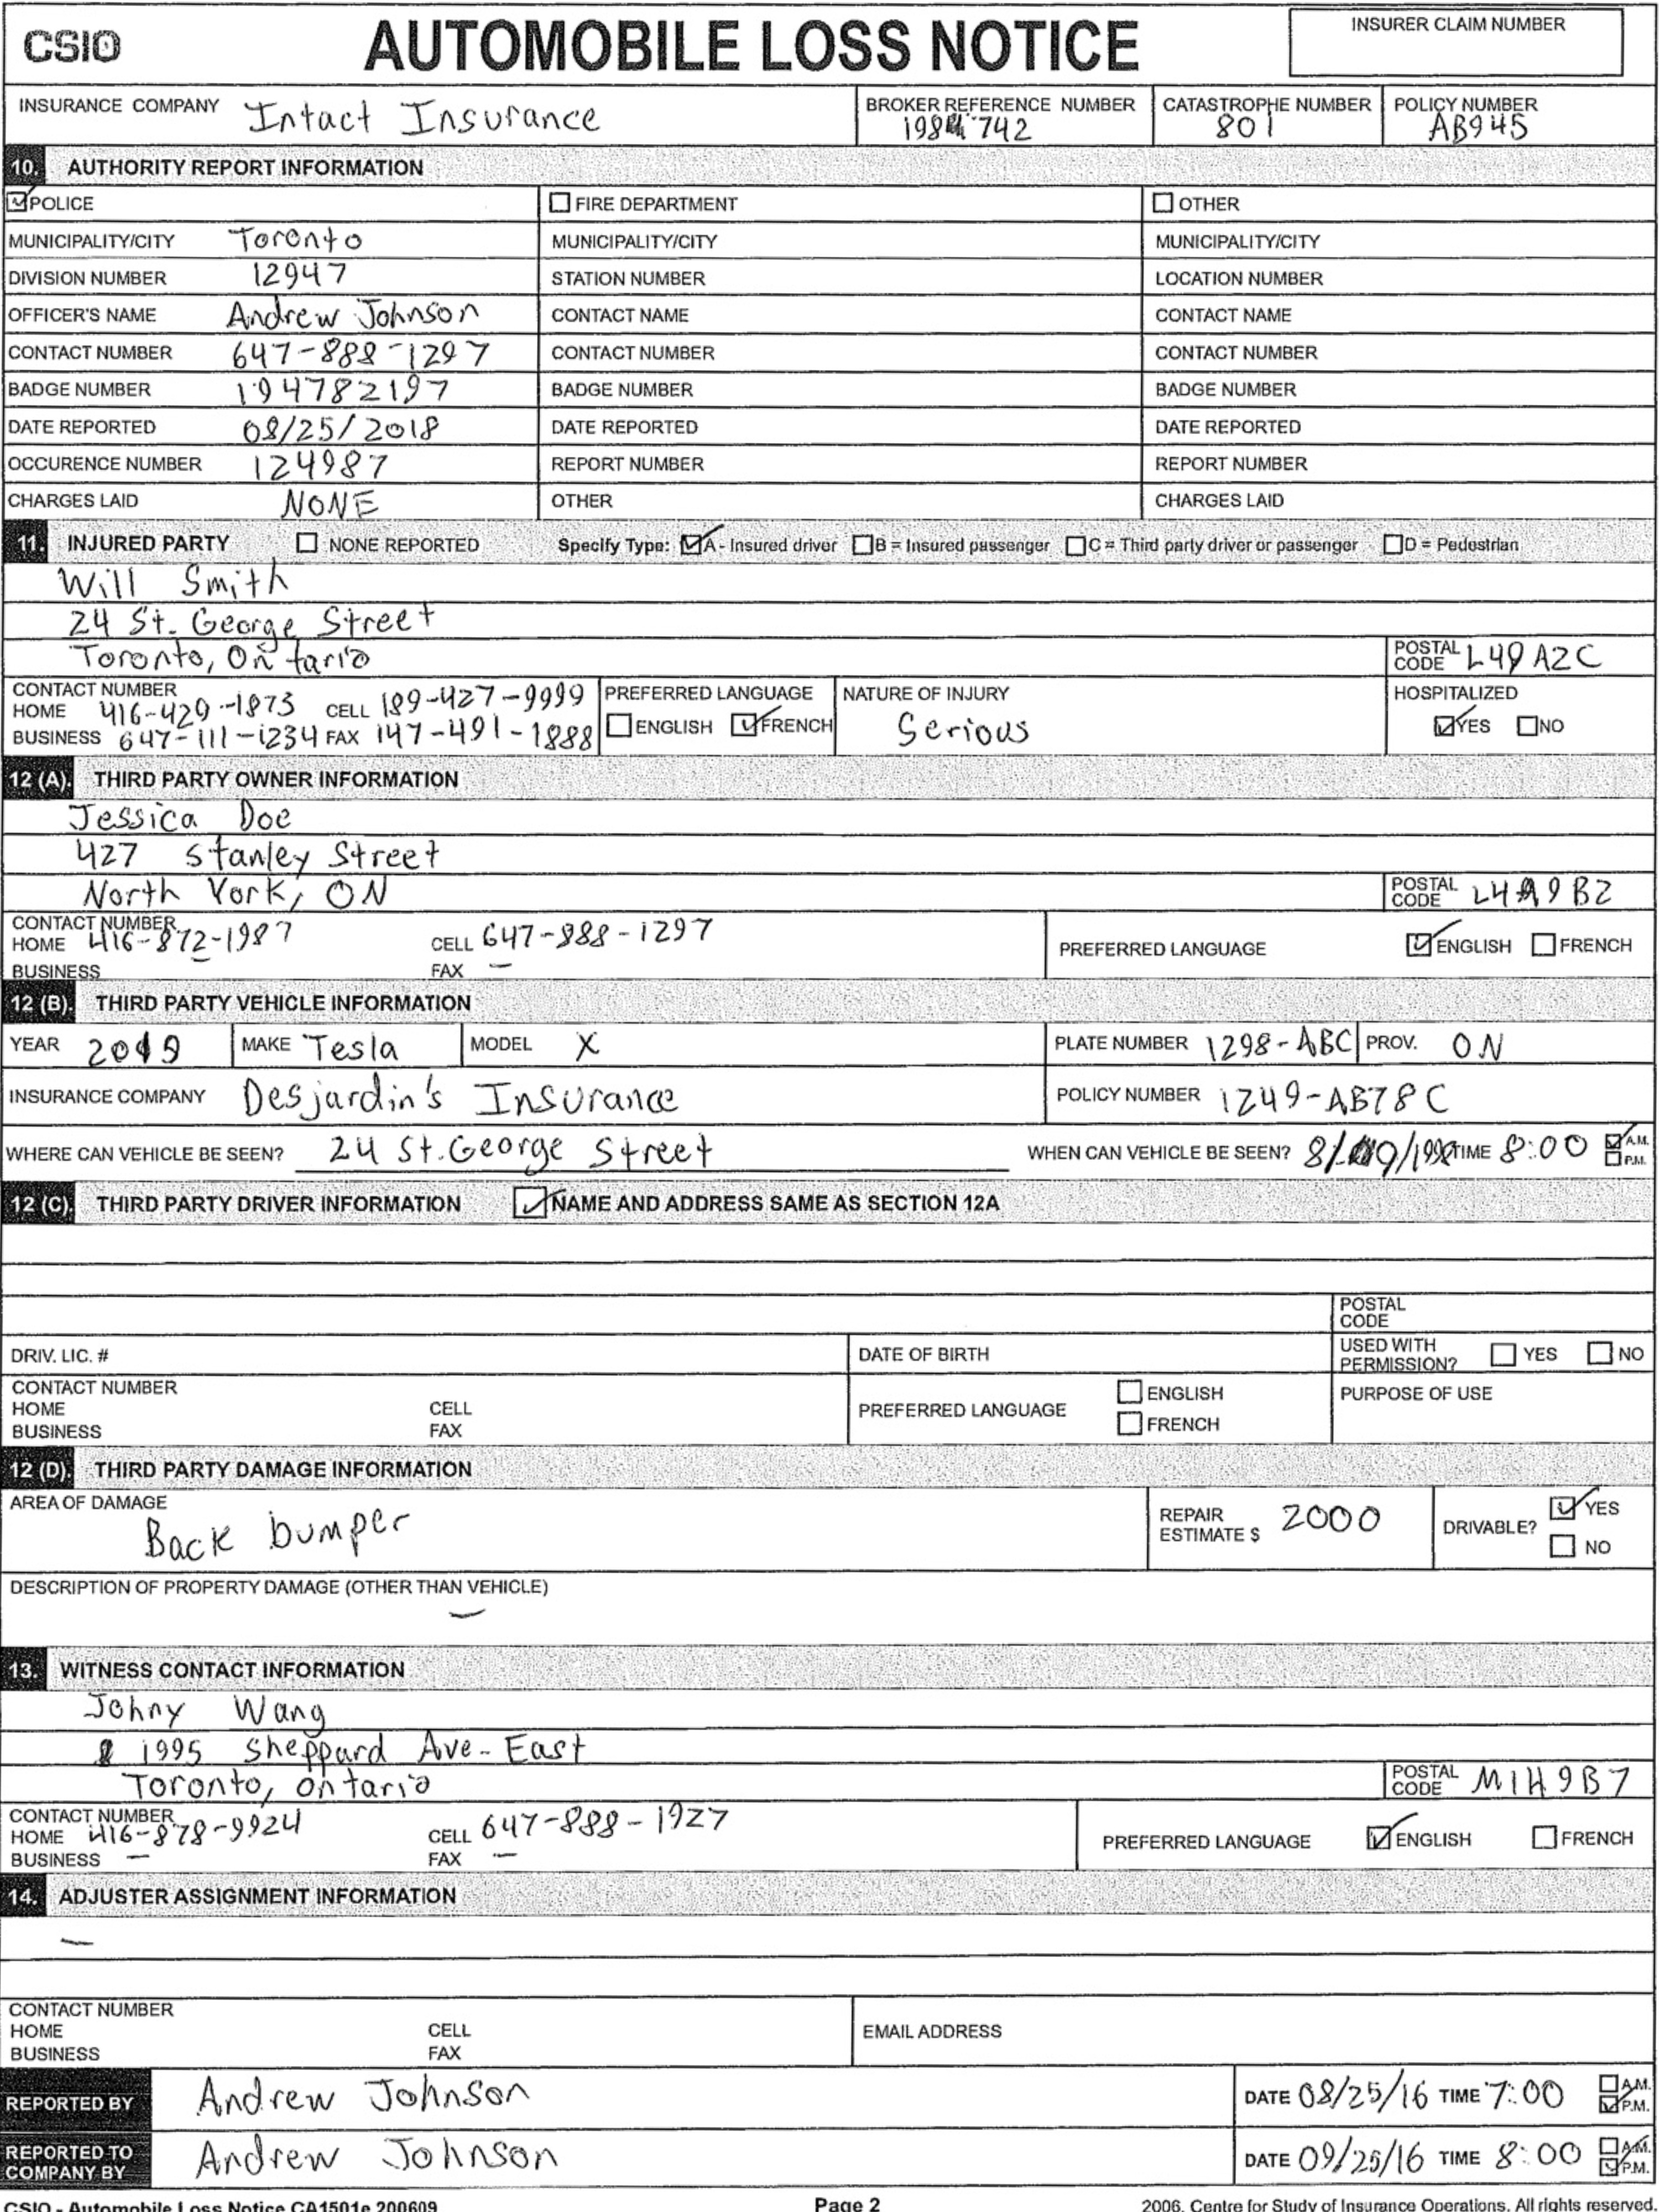 CSIO
AUTOMOBILE LOSS NOTICE
INSURER CLAIM NUMBER
INSURANCE COMPANY Intact Insurance
BROKER REFERENCE NUMBER 198 742
CATASTROPHE NUMBER 801
POLICY NUMBER AB945
10. AUTHORITY REPORT INFORMATION
POLICE FIRE DEPARTMENT OTHER
MUNICIPALITY/CITY Toronto MUNICIPALITY/CITY MUNICIPALITY/CITY
DIVISION NUMBER 12947 STATION NUMBER LOCATION NUMBER
OFFICER'S NAME Andrew Johnson CONTACT NAME CONTACT NAME
CONTACT NUMBER 647-888-1297 CONTACT NUMBER CONTACT NUMBER
BADGE NUMBER 194782197 BADGE NUMBER BADGE NUMBER
DATE REPORTED 08/25/2018 DATE REPORTED DATE REPORTED
OCCURENCE NUMBER 124987 REPORT NUMBER REPORT NUMBER
CHARGES LAID NONE OTHER CHARGES LAID
11. INJURED PARTY NONE REPORTED Specify Type: A - Insured driver B = Insured passenger C = Third party driver or passenger D = Pedestrian
Will Smith
24 St. George Street
Toronto, Ontario POSTAL CODE L49 A2C
CONTACT NUMBER
HOME 416-429-1873 CELL 189-427-9999
BUSINESS 647-111-1234 FAX 147-491-1888
PREFERRED LANGUAGE
ENGLISH FRENCH
NATURE OF INJURY
Serious
HOSPITALIZED
YES NO
12 (A). THIRD PARTY OWNER INFORMATION
Jessica Doe
427 Stanley Street
North York, ON POSTAL CODE L4A9B2
CONTACT NUMBER
HOME 416-872-1987 CELL 647-888-1297
BUSINESS — FAX —
PREFERRED LANGUAGE ENGLISH FRENCH
12 (B). THIRD PARTY VEHICLE INFORMATION
YEAR 2019 MAKE Tesla MODEL X PLATE NUMBER 1298-ABC PROV. ON
INSURANCE COMPANY Desjardin's Insurance POLICY NUMBER 1249-AB78C
WHERE CAN VEHICLE BE SEEN? 24 St.George Street WHEN CAN VEHICLE BE SEEN? TIME 8:00 A.M.
P.M.
12 (C). THIRD PARTY DRIVER INFORMATION NAME AND ADDRESS SAME AS SECTION 12A
POSTAL CODE
DRIV. LIC. # DATE OF BIRTH USED WITH PERMISSION? YES NO
CONTACT NUMBER
HOME CELL
BUSINESS FAX
PREFERRED LANGUAGE
ENGLISH
FRENCH
PURPOSE OF USE
12 (D). THIRD PARTY DAMAGE INFORMATION
AREA OF DAMAGE
Back bumper
REPAIR ESTIMATE $ 2000
DRIVABLE? YES
NO
DESCRIPTION OF PROPERTY DAMAGE (OTHER THAN VEHICLE)
—
13. WITNESS CONTACT INFORMATION
Johny Wang
1995 Sheppard Ave. East
Toronto, Ontario POSTAL CODE M1H9B7
CONTACT NUMBER
HOME 416-878-9924 CELL 647-888-1927
BUSINESS — FAX —
PREFERRED LANGUAGE ENGLISH FRENCH
14. ADJUSTER ASSIGNMENT INFORMATION
—
CONTACT NUMBER
HOME CELL
BUSINESS FAX
EMAIL ADDRESS
REPORTED BY Andrew Johnson DATE 08/25/16 TIME 7:00 A.M.
P.M.
REPORTED TO COMPANY BY Andrew Johnson DATE 09/25/16 TIME 8:00 A.M.
P.M.
CSIO - Automobile Loss Notice CA1501e 200609 Page 2 2006, Centre for Study of Insurance Operations. All rights reserved.